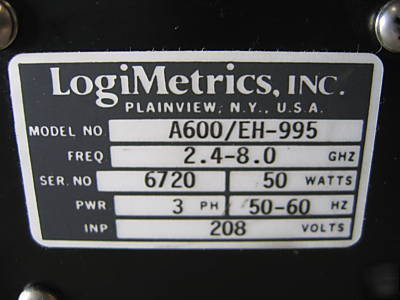 LogiMetrics, INC.
PLAINVIEW, N.Y., U.S.A.
MODEL NO A600/EH-995
FREQ 2.4-8.0 GHZ
SER. NO 6720 50 WATTS
PWR 3 PH 50-60 HZ
INP 208 VOLTS